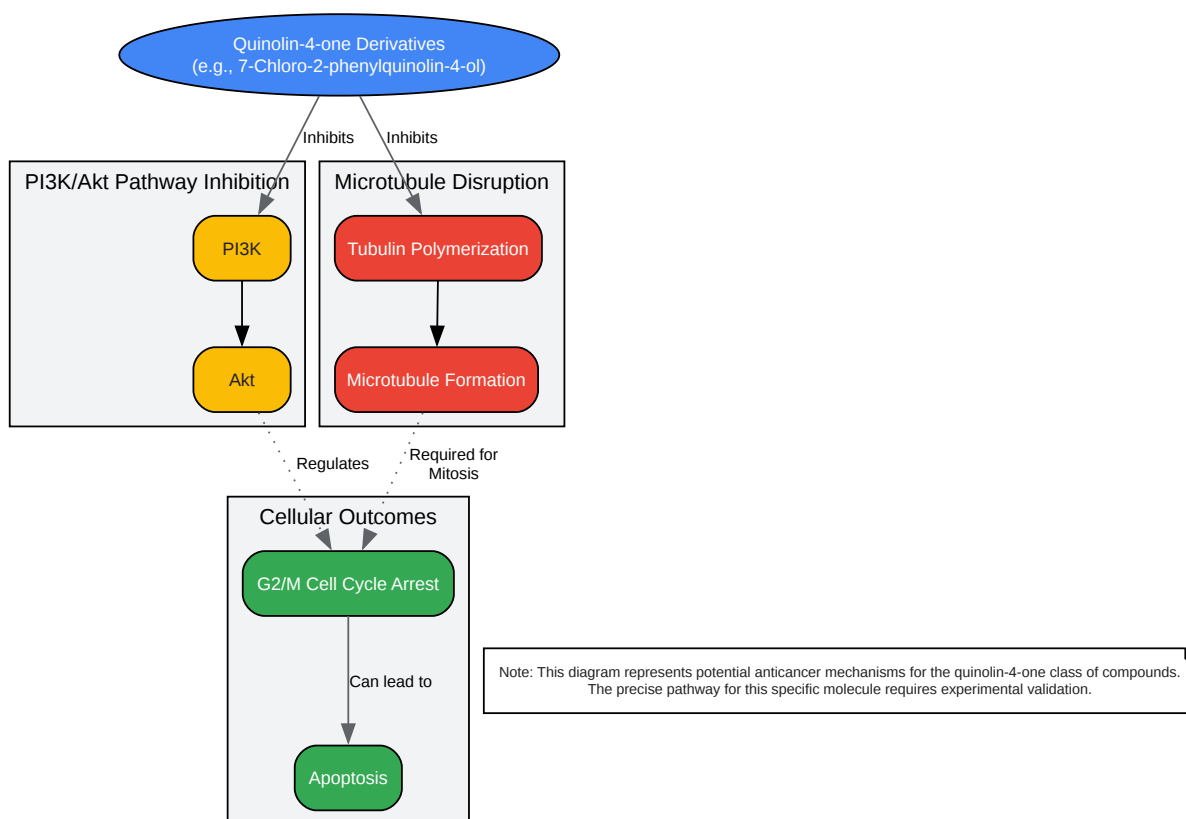 Quinolin-4-one Derivatives
(e.g., 7-Chloro-2-phenylquinolin-4-ol)
Inhibits
Inhibits
PI3K/Akt Pathway Inhibition
Microtubule Disruption
PI3K
Tubulin Polymerization
Akt
Microtubule Formation
Regulates
Required for
Mitosis
Cellular Outcomes
G2/M Cell Cycle Arrest
Can lead to
Apoptosis
Note: This diagram represents potential anticancer mechanisms for the quinolin-4-one class of compounds.
The precise pathway for this specific molecule requires experimental validation.